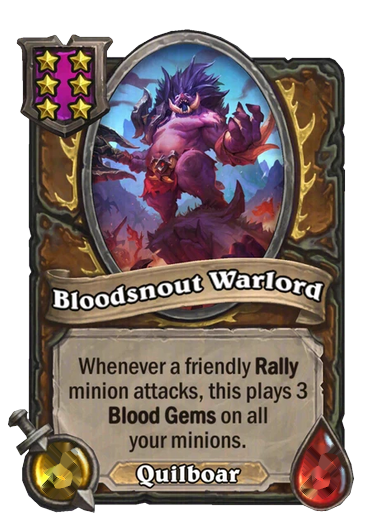 Bloodsnout Warlord
Whenever a friendly Rally
minion attacks, this plays 3
Blood Gems on all
your minions.
Quilboar